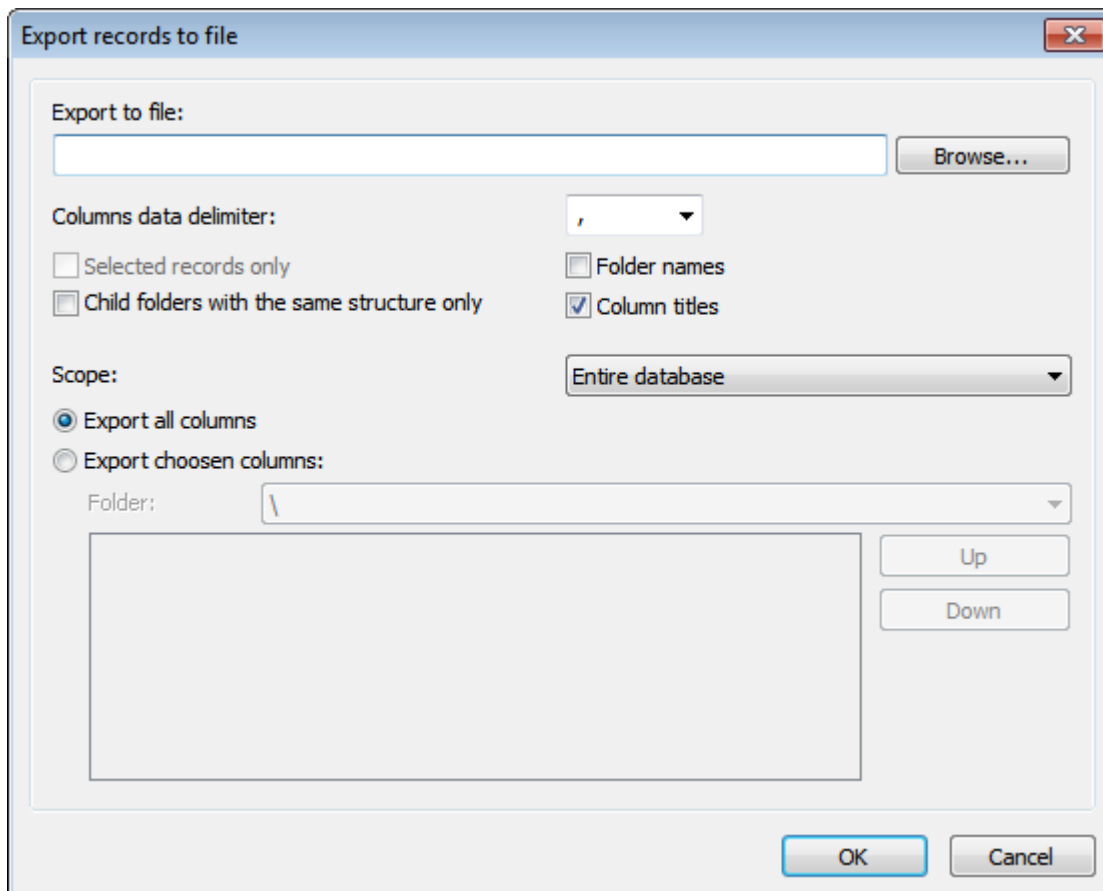 Export records to file
Export to file:
Browse...
Columns data delimiter:
,
Selected records only
Folder names
Child folders with the same structure only
Column titles
Scope:
Entire database
Export all columns
Export choosen columns:
Folder:
\
Up
Down
OK
Cancel